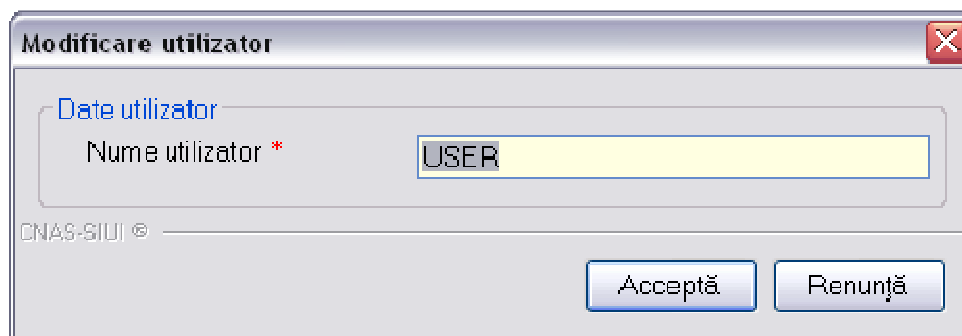 Modificare utilizator
Date utilizator
Nume utilizator * USER
CNAS-SIUI ®
Acceptă Renunţă